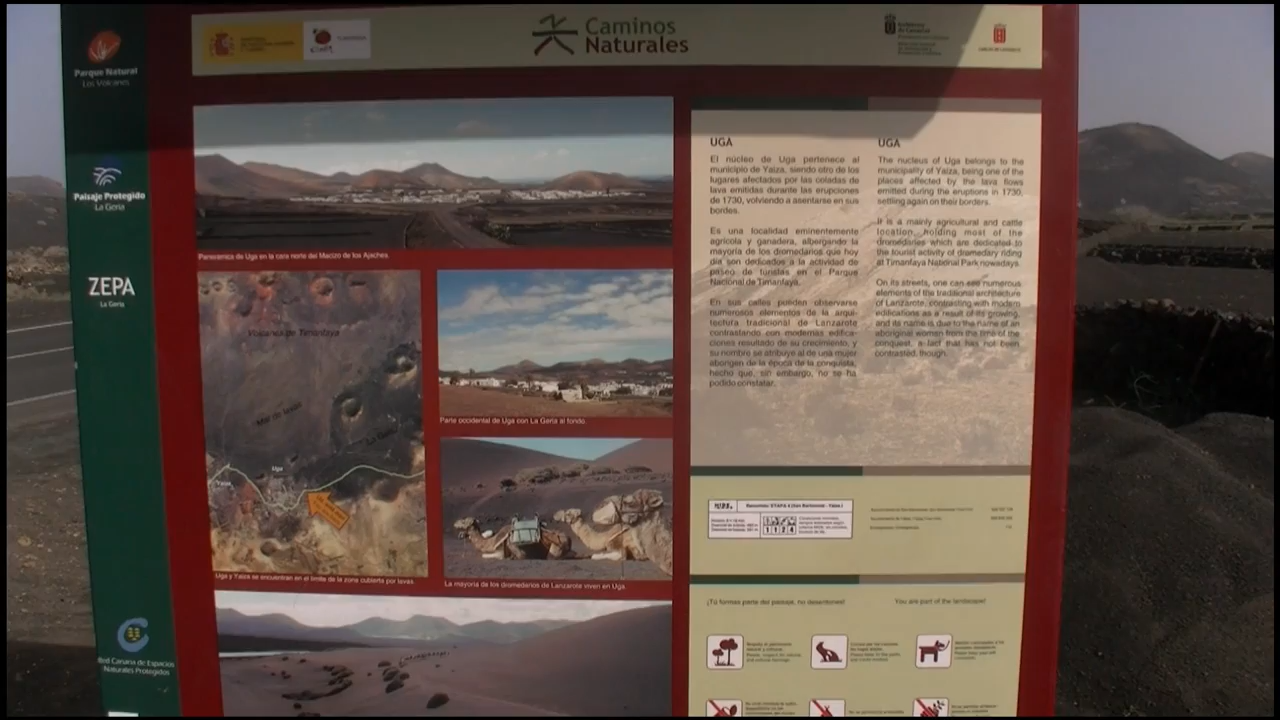 Parque Natural
Los Volcanes
Paisaje Protegido
La Geria
ZEPA
La Geria
Red Canaria de Espacios
Naturales Protegidos
Caminos
Naturales
Panorámica de Uga en la cara norte del Macizo de los Ajaches.
Volcanes de Timanfaya
Mar de lavas
La Geria
Uga
Yaiza
Uga y Yaiza se encuentran en el límite de la zona cubierta por lavas.
Parte occidental de Uga con La Geria al fondo.
La mayoría de los dromedarios de Lanzarote viven en Uga.
UGA
El núcleo de Uga pertenece al
municipio de Yaiza, siendo otro de los
lugares afectados por las coladas de
lava emitidas durante las erupciones
de 1730, volviendo a asentarse en sus
bordes.
Es una localidad eminentemente
agrícola y ganadera, albergando la
mayoría de los dromedarios que hoy
día son dedicados a la actividad de
paseo de turistas en el Parque
Nacional de Timanfaya.
En sus calles pueden observarse
numerosos elementos de la arqui-
tectura tradicional de Lanzarote
contrastando con modernas edifica-
ciones resultado de su crecimiento, y
su nombre se atribuye al de una mujer
aborigen de la época de la conquista,
hecho que, sin embargo, no se ha
podido constatar.
UGA
The nucleus of Uga belongs to the
municipality of Yaiza, being one of the
places affected by the lava flows
emitted during the eruptions in 1730,
settling again on their borders.
It is a mainly agricultural and cattle
location, holding most of the
dromedaries which are dedicated to
the tourist activity of dromedary riding
at Timanfaya National Park nowadays.
On its streets, one can see numerous
elements of the traditional architecture
of Lanzarote, contrasting with modern
edifications as a result of its growing,
and its name is due to the name of an
aboriginal women from the time of the
conquest, a fact that has not been
contrasted, though.
¡Tú formas parte del paisaje, no desentones!
You are part of the landscape!